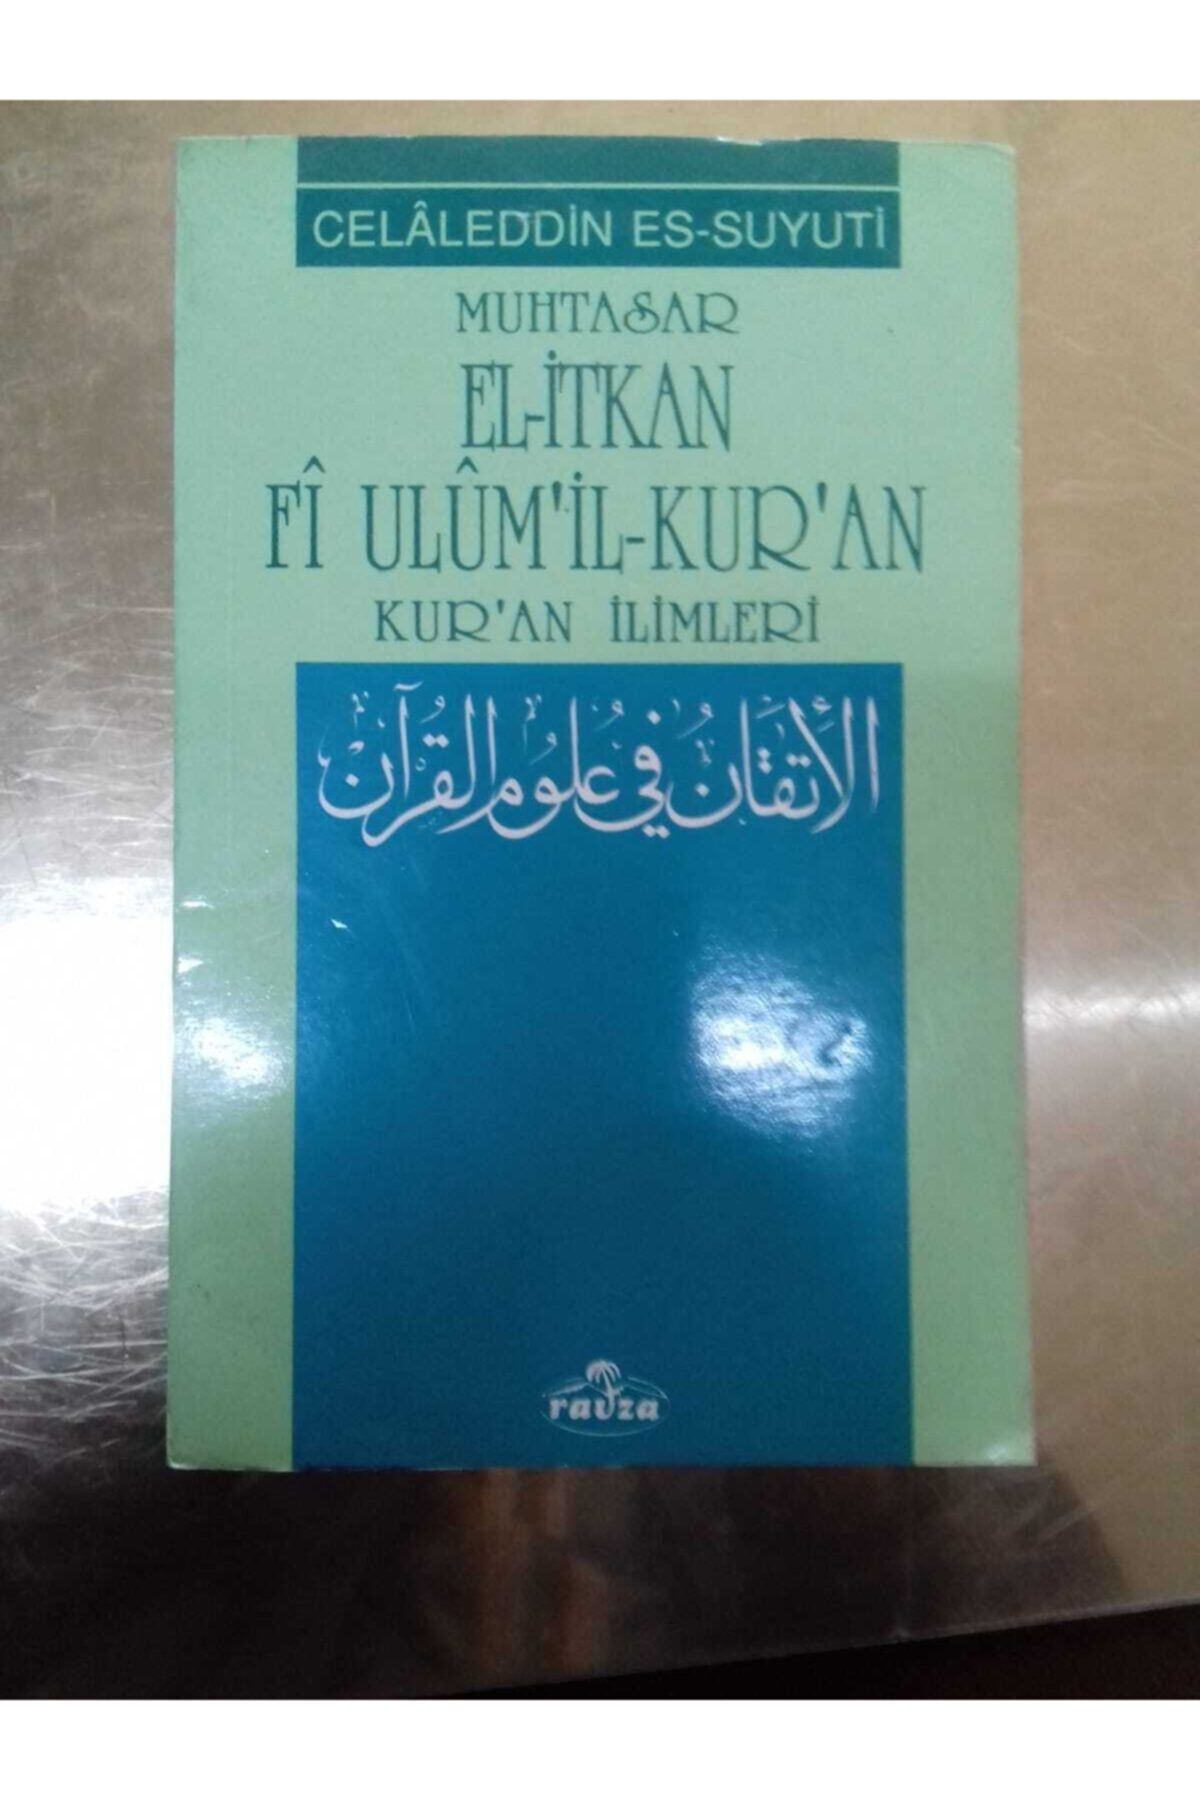 CELÂLEDDİN ES-SUYUTİ
MUHTASAR
EL-İTKAN
FÎ ULÛM'İL-KUR'AN
KUR'AN İLİMLERİ
الإتقان في علوم القرآن
ravza